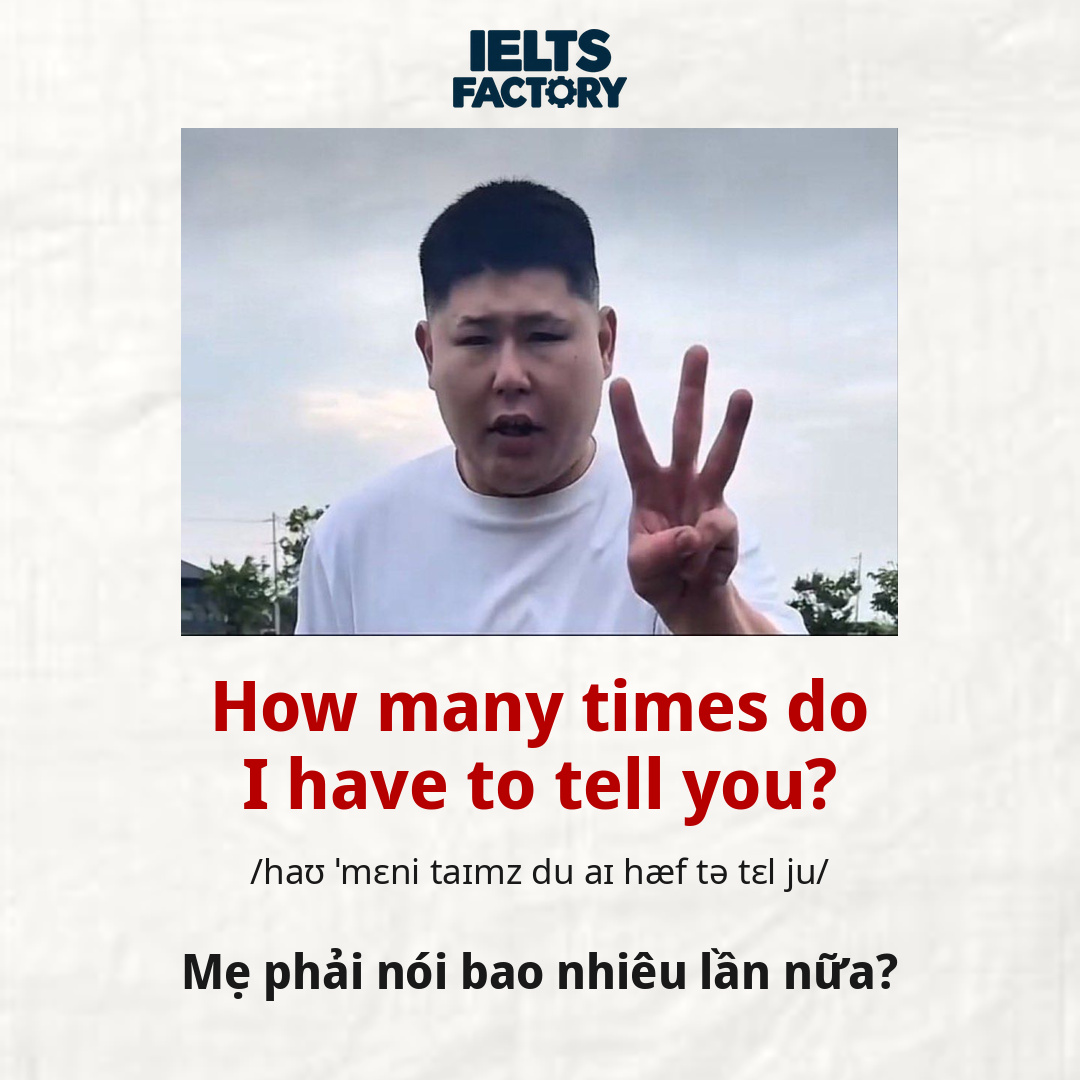 IELTS
FACTORY
How many times do
I have to tell you?
/haʊ ˈmɛni taɪmz du aɪ hæf tə tɛl ju/
Mẹ phải nói bao nhiêu lần nữa?